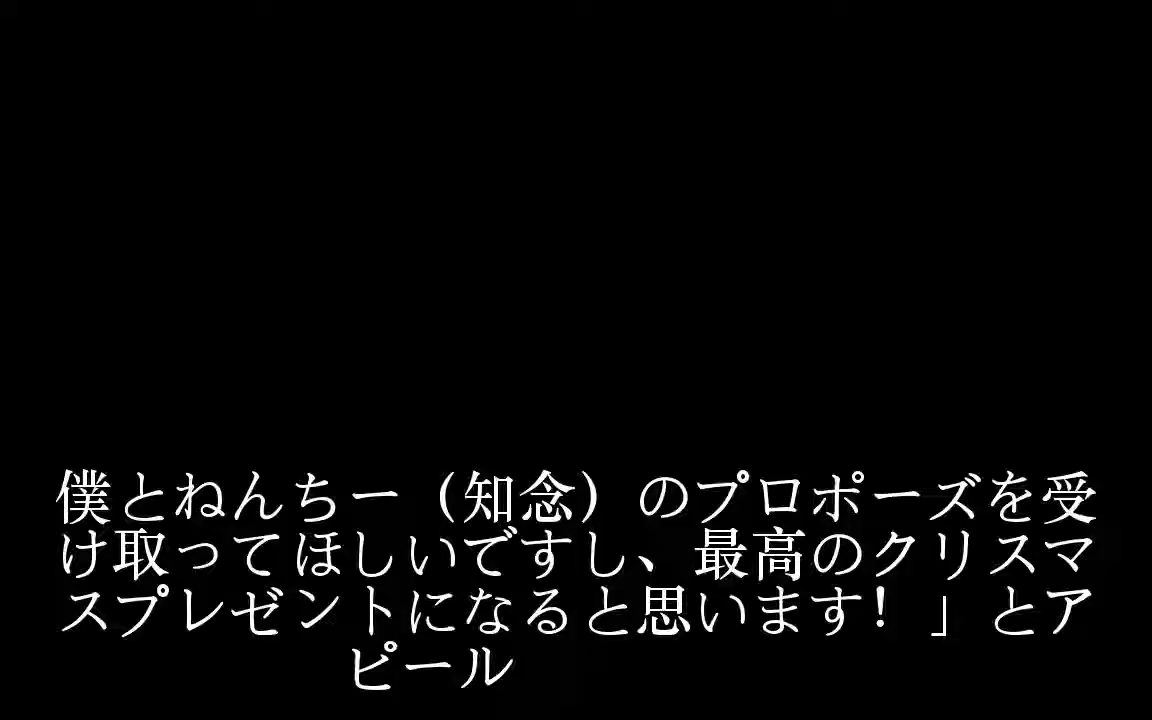 僕とねんちー（知念）のプロポーズを受
け取ってほしいですし、最高のクリスマ
スプレゼントになると思います！」とア
ピール